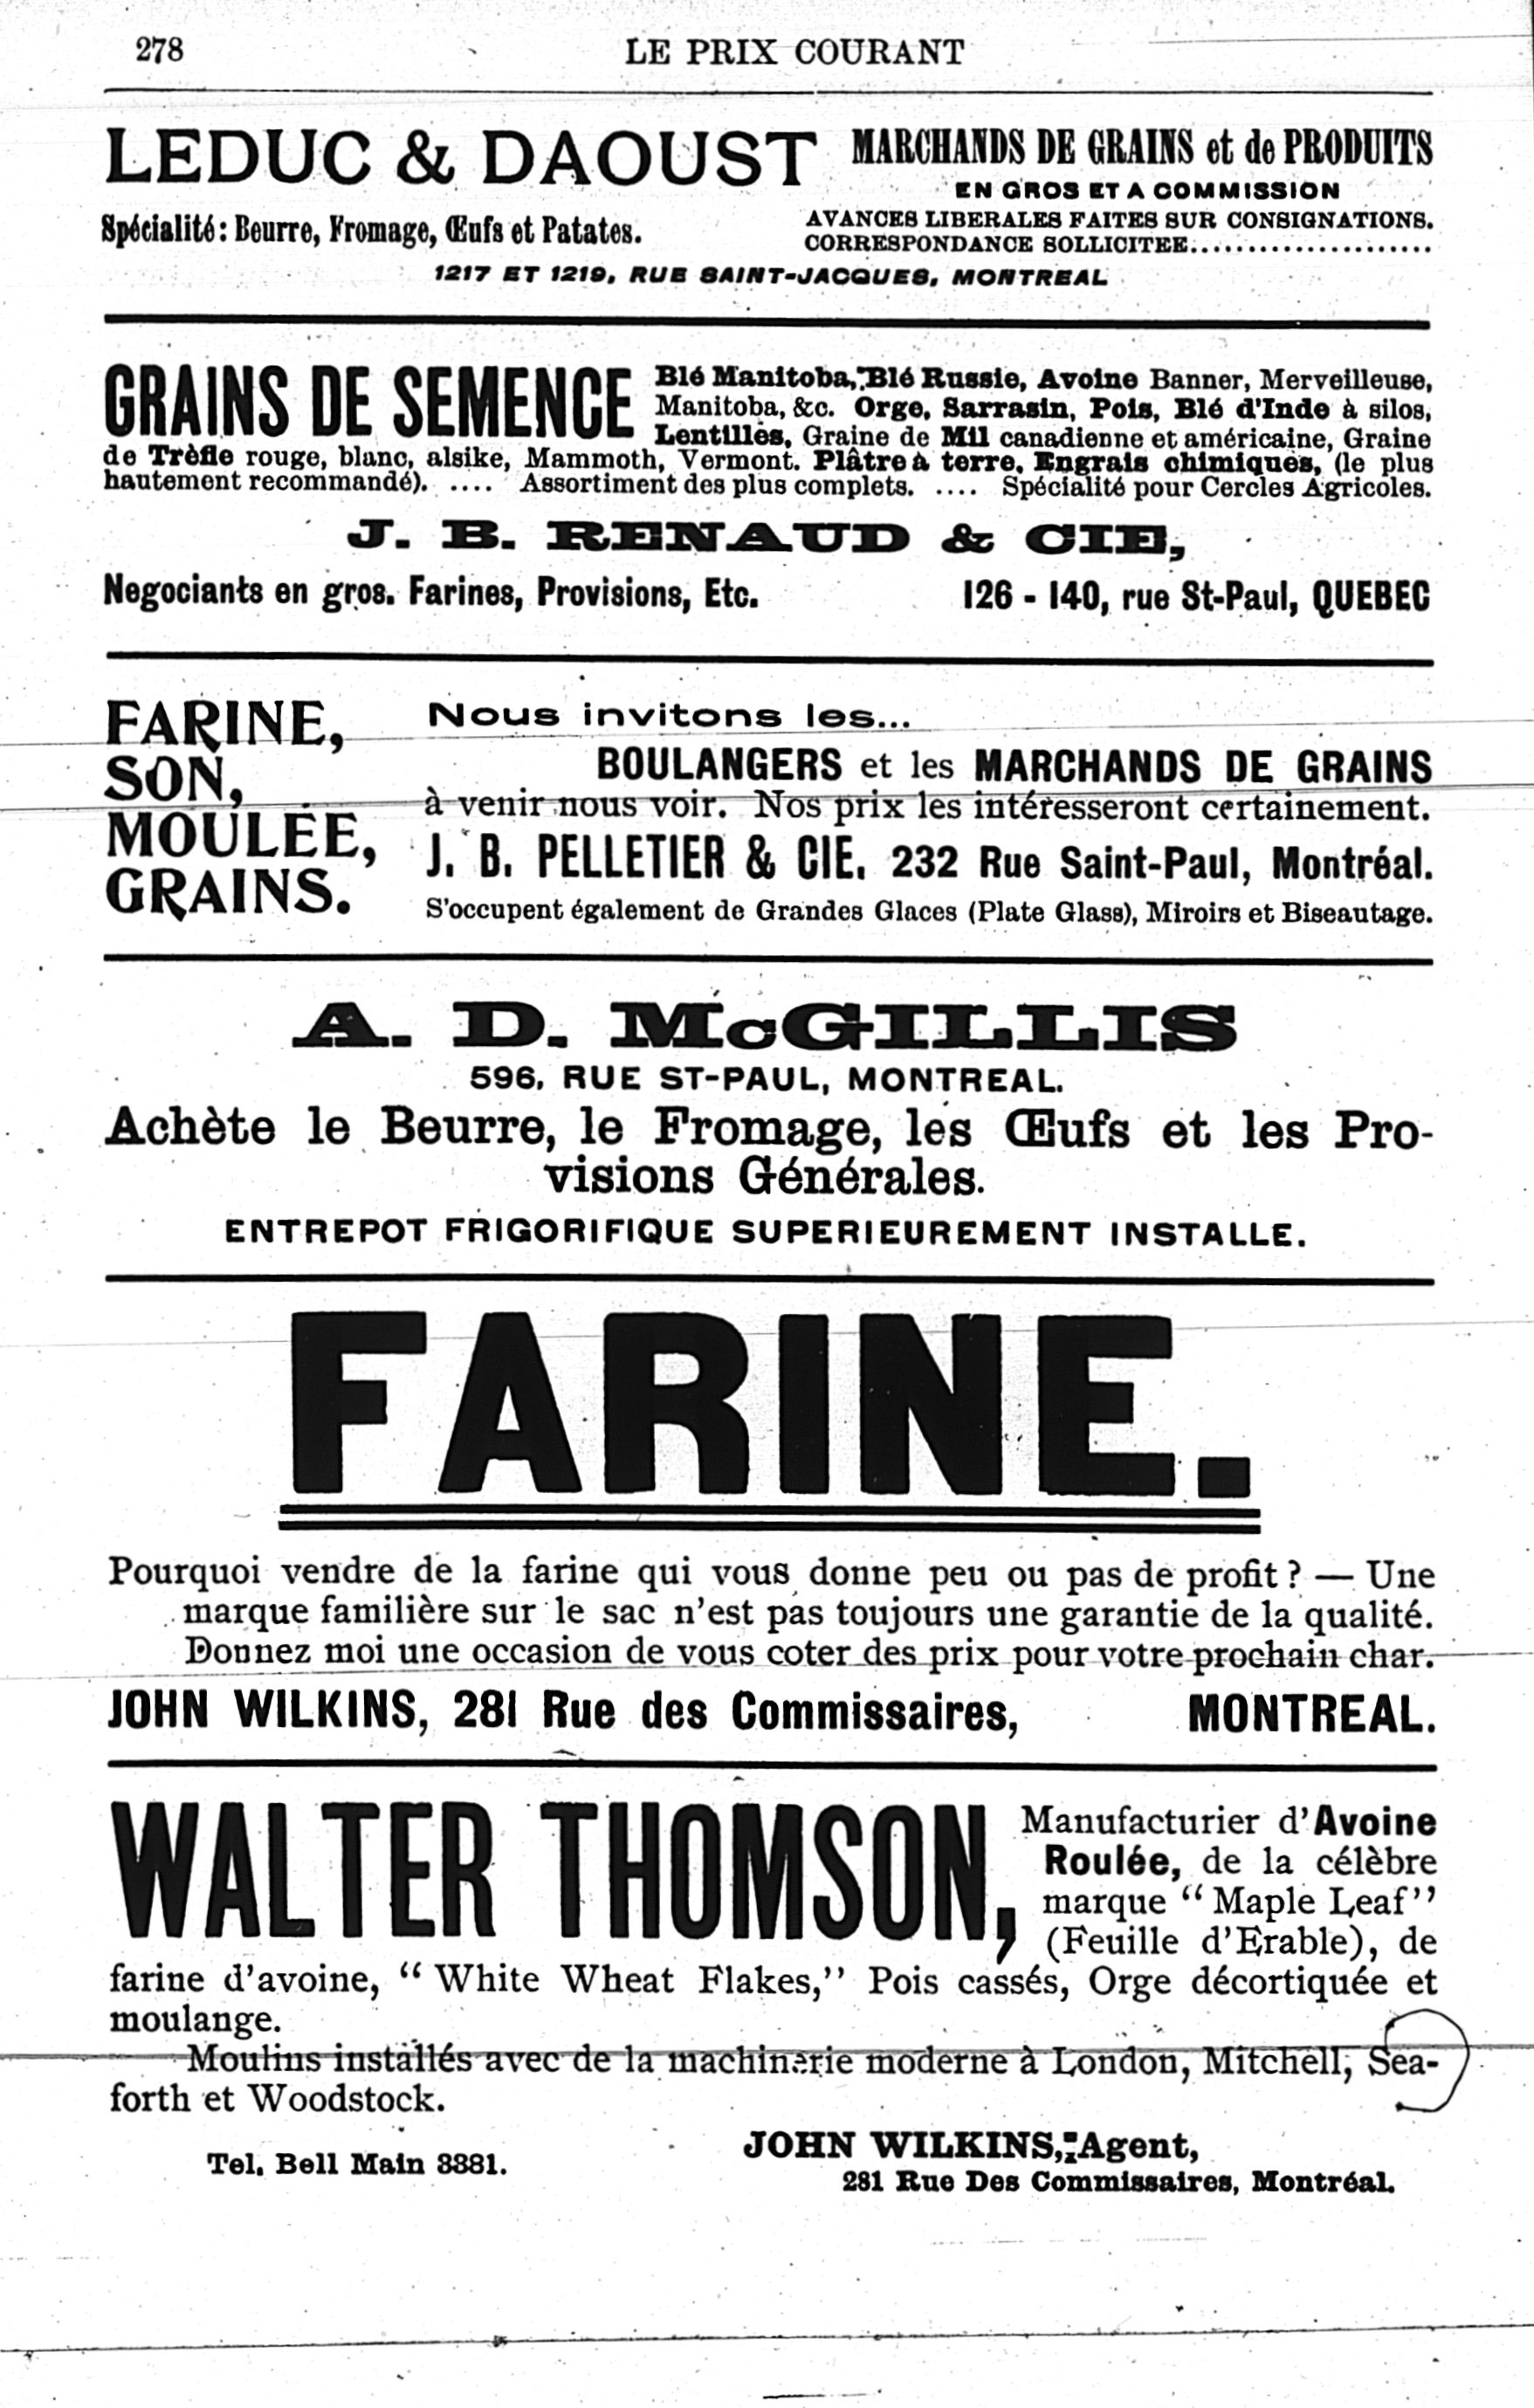 278
LE PRIX COURANT
LEDUC & DAOUST
MARCHANDS DE GRAINS et de PRODUITS
EN GROS ET A COMMISSION
Spécialité : Beurre, Fromage, Œufs et Patates.
AVANCES LIBERALES FAITES SUR CONSIGNATIONS.
CORRESPONDANCE SOLLICITEE.....................
1217 ET 1219, RUE SAINT-JACQUES, MONTREAL
GRAINS DE SEMENCE
Blé Manitoba, Blé Russie, Avoine Banner, Merveilleuse,
Manitoba, &c. Orge, Sarrasin, Pois, Blé d'Inde à silos,
Lentilles, Graine de Mil canadienne et américaine, Graine
de Trèfle rouge, blanc, alsike, Mammoth, Vermont. Plâtre à terre, Engrais chimiques, (le plus
hautement recommandé). .... Assortiment des plus complets. .... Spécialité pour Cercles Agricoles.
J. B. RENAUD & CIE,
Negociants en gros. Farines, Provisions, Etc. 126 - 140, rue St-Paul, QUEBEC
FARINE,
SON,
MOULEE,
GRAINS.
Nous invitons les...
BOULANGERS et les MARCHANDS DE GRAINS
à venir nous voir. Nos prix les intéresseront certainement.
J. B. PELLETIER & CIE. 232 Rue Saint-Paul, Montréal.
S'occupent également de Grandes Glaces (Plate Glass), Miroirs et Biseautage.
A. D. McGILLIS
596, RUE ST-PAUL, MONTREAL.
Achète le Beurre, le Fromage, les Œufs et les Pro-
visions Générales.
ENTREPOT FRIGORIFIQUE SUPERIEUREMENT INSTALLE.
FARINE.
Pourquoi vendre de la farine qui vous donne peu ou pas de profit ? — Une
marque familière sur le sac n'est pas toujours une garantie de la qualité.
Donnez moi une occasion de vous coter des prix pour votre prochain char.
JOHN WILKINS, 281 Rue des Commissaires, MONTREAL.
WALTER THOMSON,
Manufacturier d'Avoine
Roulée, de la célèbre
marque “ Maple Leaf ”
(Feuille d'Erable), de
farine d'avoine, “ White Wheat Flakes,” Pois cassés, Orge décortiquée et
moulange.
Moulins installés avec de la machinerie moderne à London, Mitchell, Sea-
forth et Woodstock.
Tel. Bell Main 3881.
JOHN WILKINS, Agent,
281 Rue Des Commissaires, Montréal.